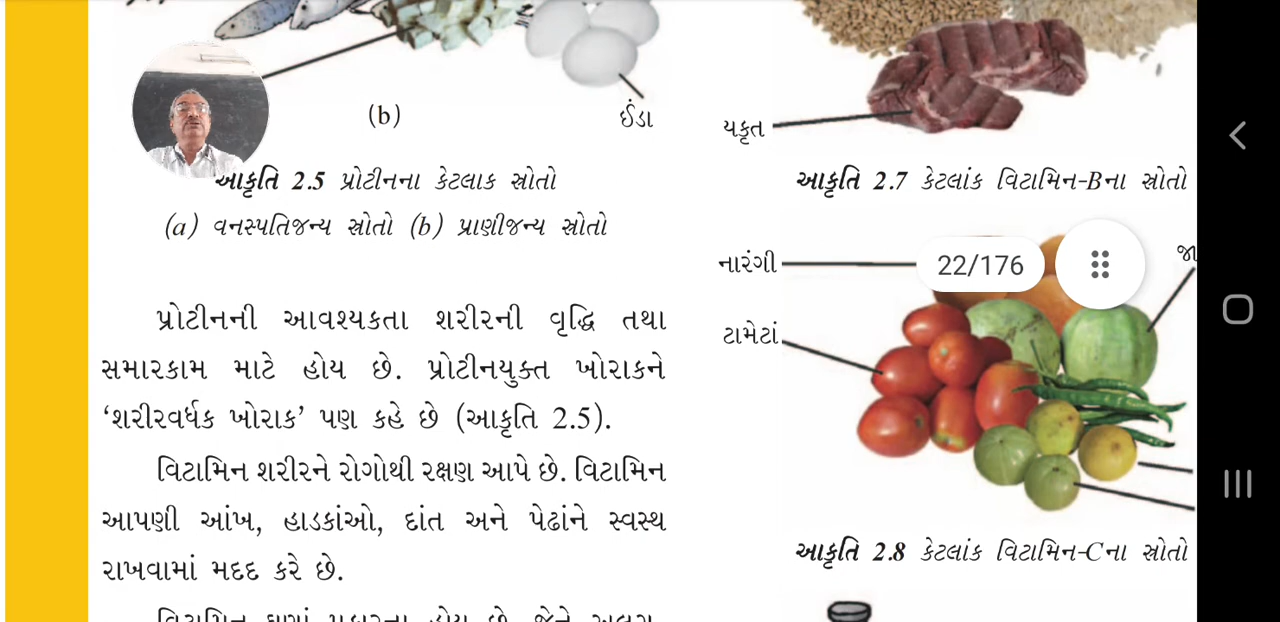 (b)
ઈંડા
આકૃતિ 2.5 પ્રોટીનના કેટલાક સ્રોતો
(a) વનસ્પતિજન્ય સ્રોતો (b) પ્રાણીજન્ય સ્રોતો
પ્રોટીનની આવશ્યકતા શરીરની વૃદ્ધિ તથા
સમારકામ માટે હોય છે. પ્રોટીનયુક્ત ખોરાકને
‘શરીરવર્ધક ખોરાક’ પણ કહે છે (આકૃતિ 2.5).
વિટામિન શરીરને રોગોથી રક્ષણ આપે છે. વિટામિન
આપણી આંખ, હાડકાંઓ, દાંત અને પેઢાંને સ્વસ્થ
રાખવામાં મદદ કરે છે.
યકૃત
આકૃતિ 2.7 કેટલાંક વિટામિન-Bના સ્રોતો
નારંગી
22/176
જા
ટામેટાં
આકૃતિ 2.8 કેટલાંક વિટામિન-Cના સ્રોતો